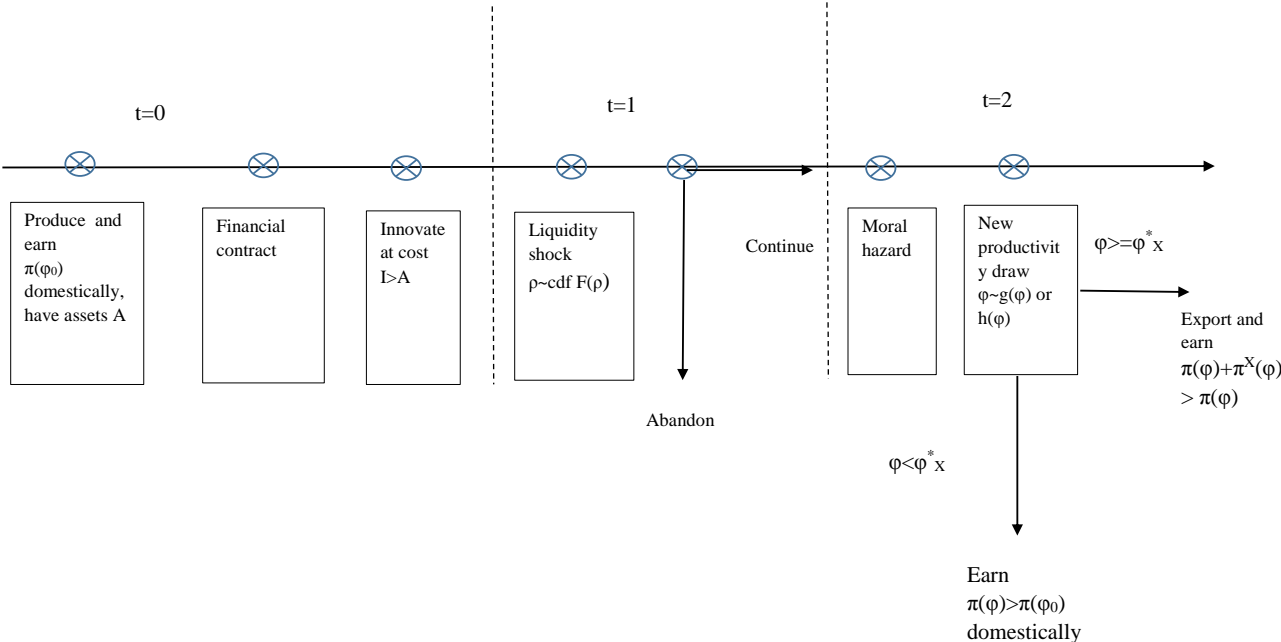 t=0
t=1
t=2
Produce and
earn
π(φ₀)
domestically,
have assets A
Financial
contract
Innovate
at cost
I>A
Liquidity
shock
ρ~cdf F(ρ)
Continue
Abandon
Moral
hazard
New
productivit
y draw
φ~g(φ) or
h(φ)
φ>=φ*X
Export and
earn
π(φ)+πX(φ)
> π(φ)
φ<φ*X
Earn
π(φ)>π(φ₀)
domestically